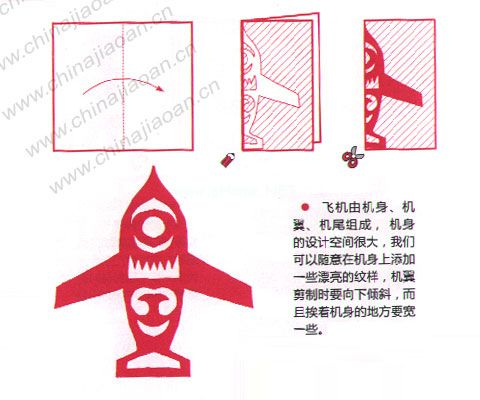 www.chinajiaoan.cn
www.chinajiaoan.cn
www.chinajiaoan.cn
● 飞机由机身、机
翼、机尾组成，机身
的设计空间很大，我们
可以随意在机身上添加
一些漂亮的纹样，机翼
剪制时要向下倾斜，而
且挨着机身的地方要宽
一些。